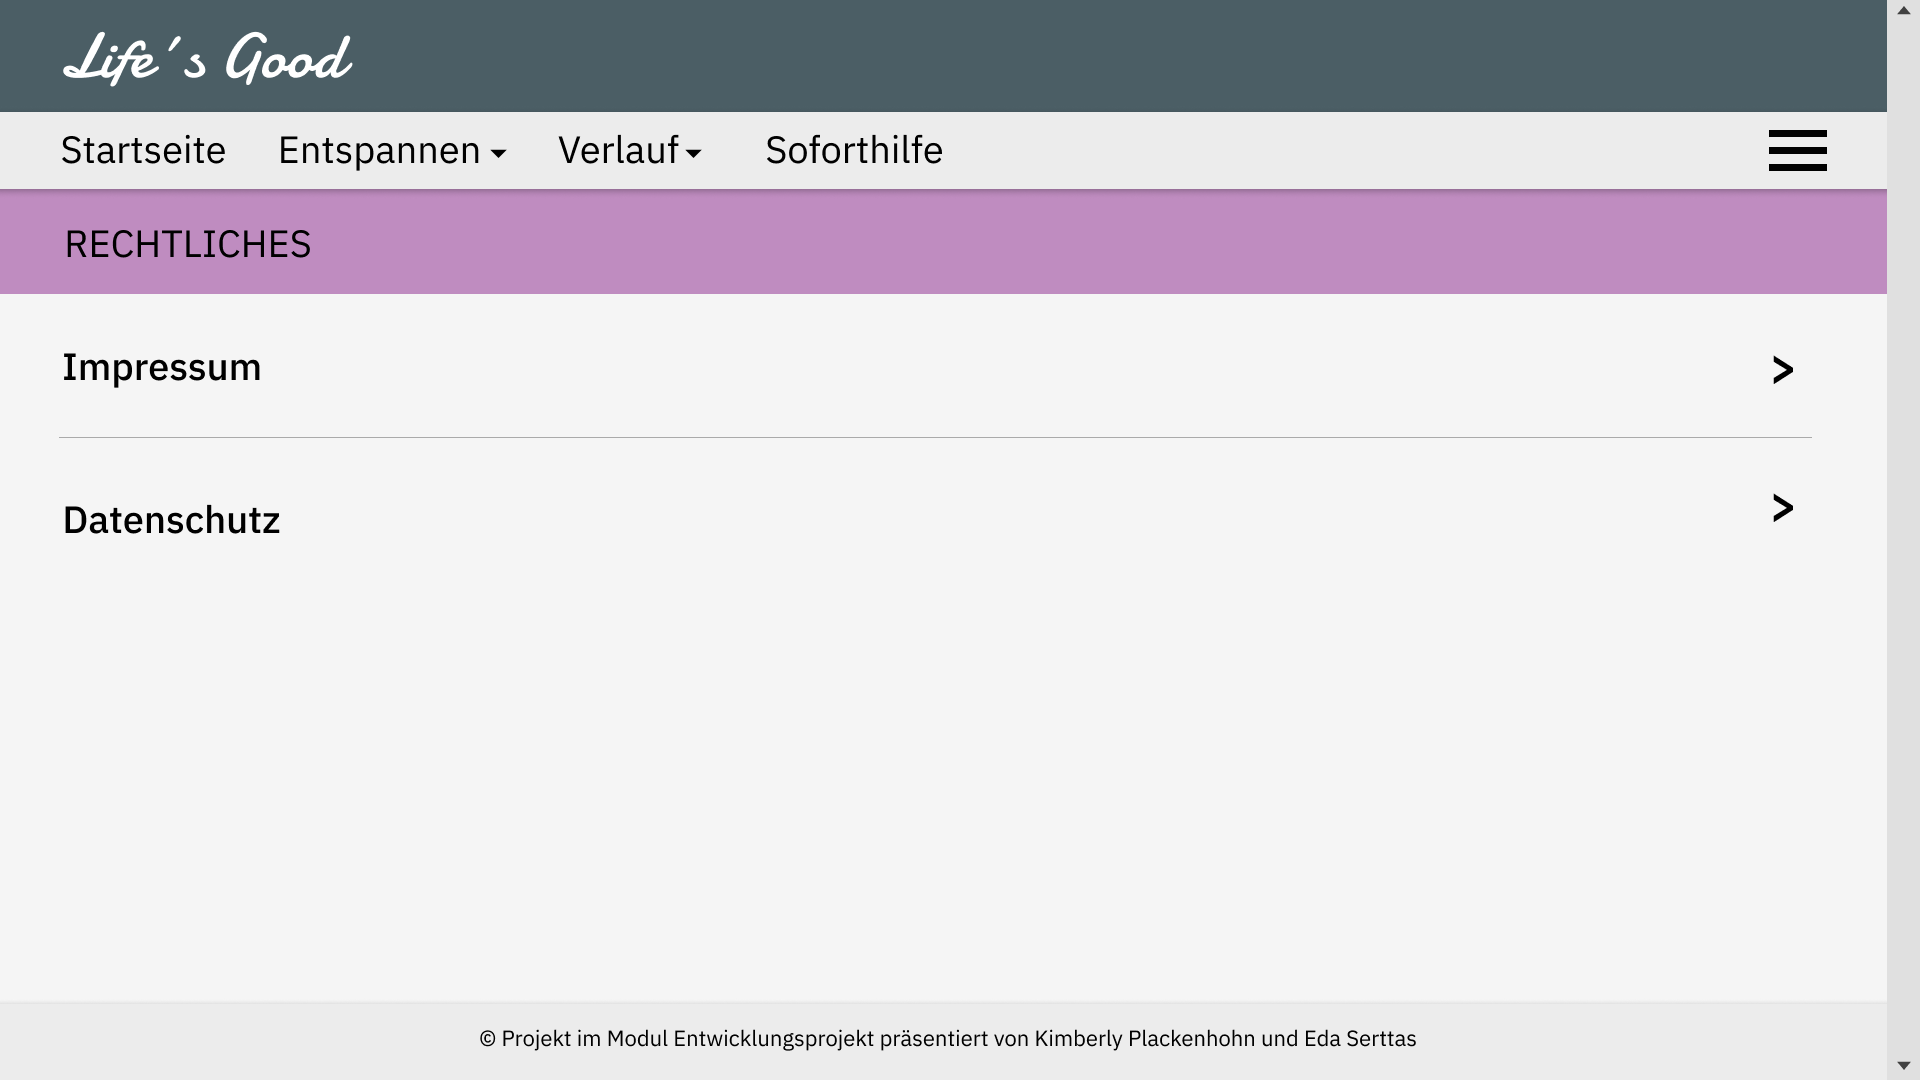 Life´s Good
Startseite Entspannen Verlauf Soforthilfe
RECHTLICHES
Impressum >
Datenschutz >
© Projekt im Modul Entwicklungsprojekt präsentiert von Kimberly Plackenhohn und Eda Serttas